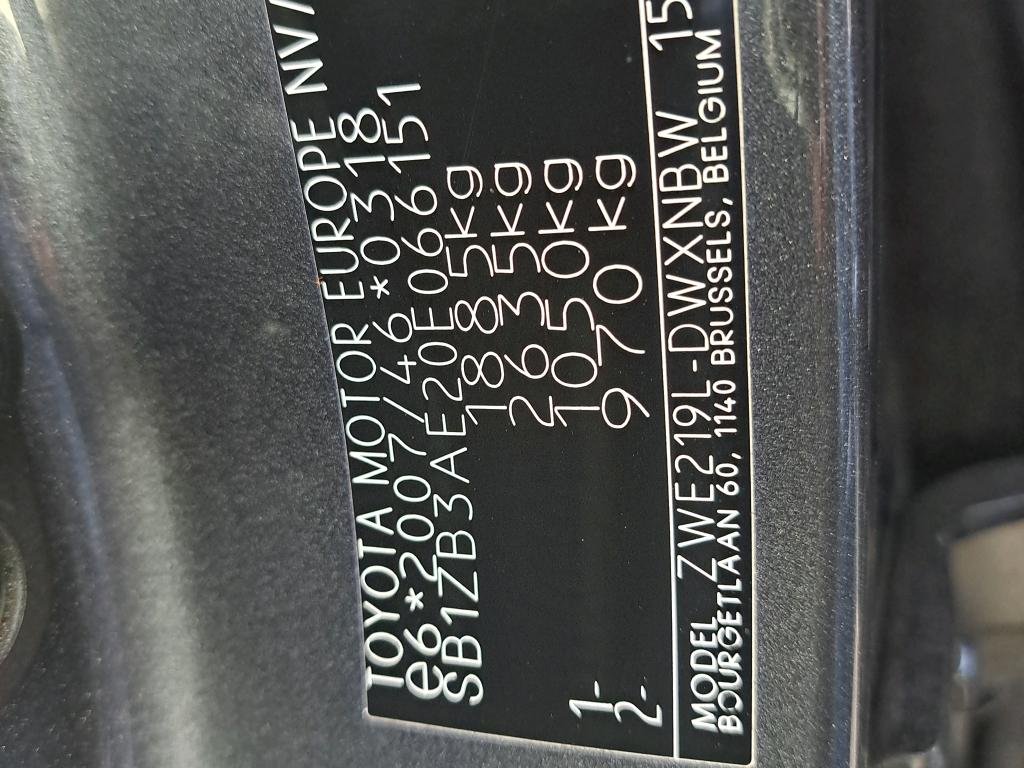 TOYOTA MOTOR EUROPE NV/
e6*2007/46*0318
SB1ZB3AE20E066151
1885kg
2635kg
1- 1050kg
2- 970kg
MODEL ZWE219L-DWXNBW 15
BOURGETLAAN 60, 1140 BRUSSELS, BELGIUM